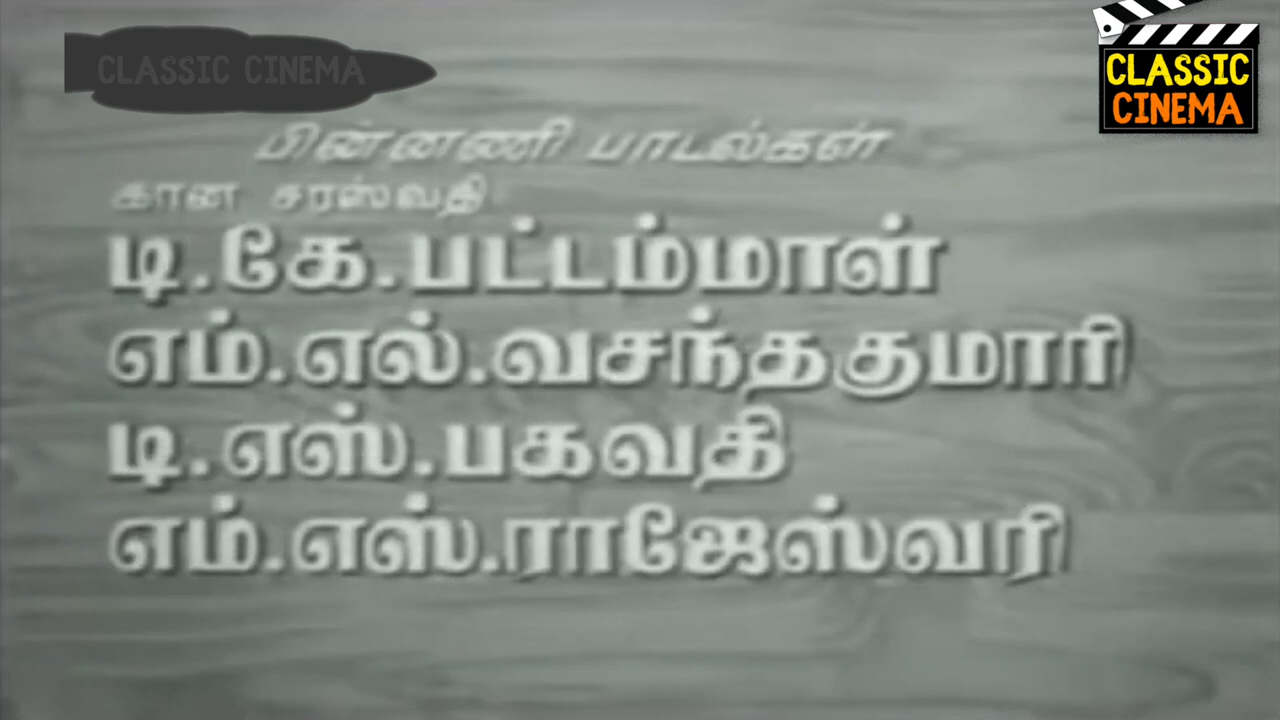 CLASSIC CINEMA
CLASSIC
CINEMA
பின்னணி பாடல்கள்
கான சரஸ்வதி
டி.கே.பட்டம்மாள்
எம்.எல்.வசந்தகுமாரி
டி.எஸ்.பகவதி
எம்.எஸ்.ராஜேஸ்வரி